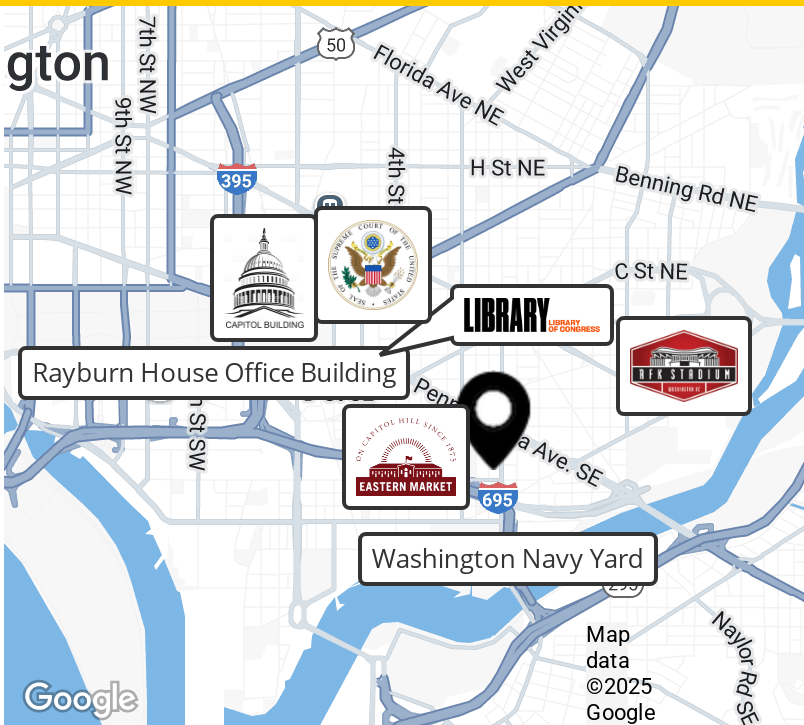 gton
7th St NW
50
Florida Ave NE
West Virgin
9th St NW
395
4th St
H St NE
Benning Rd NE
CAPITOL BUILDING
SEAL OF THE SUPREME COURT OF THE UNITED STATES
C St NE
LIBRARY
LIBRARY
OF CONGRESS
RFK STADIUM
WASHINGTON DC
Rayburn House Office Building
Penn
a Ave. SE
h St SW
ON CAPITOL HILL SINCE 1873
EASTERN MARKET
695
Washington Navy Yard
295
Naylor Rd SE
Map
data
©2025
Google
Google